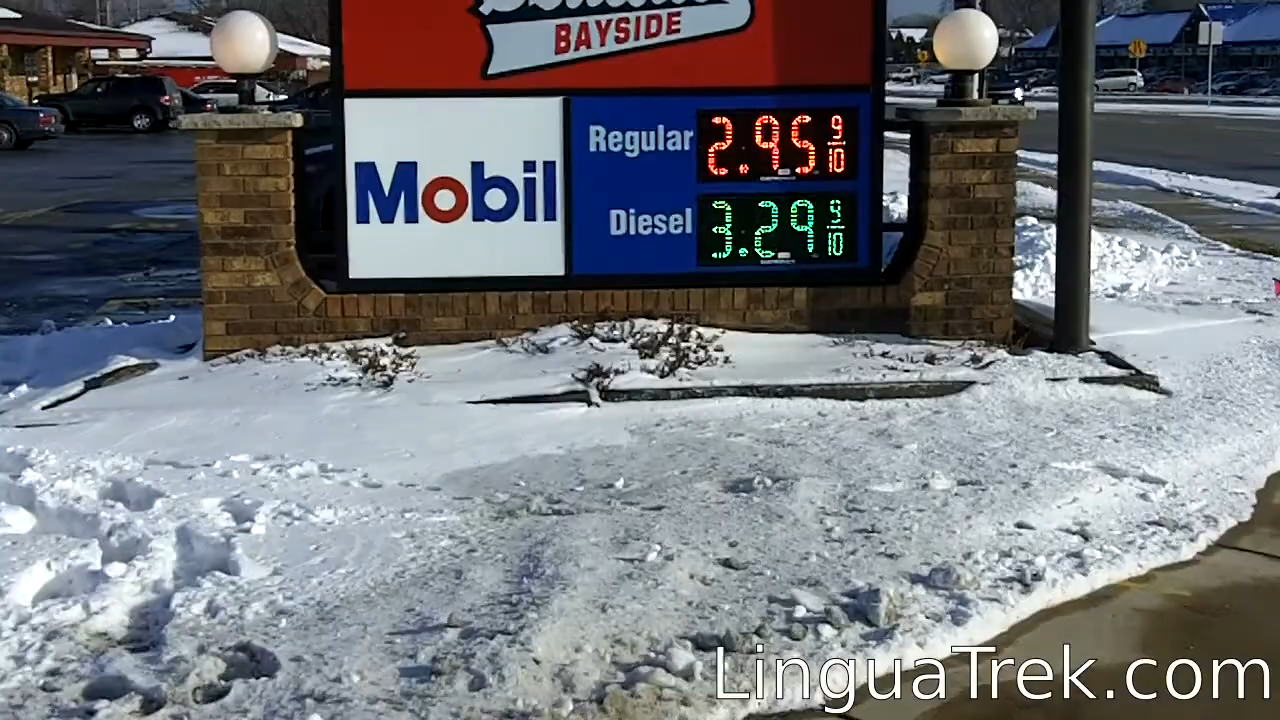 BAYSIDE
Mobil
Regular 2.95 9/10
Diesel 3.29 9/10
LinguaTrek.com